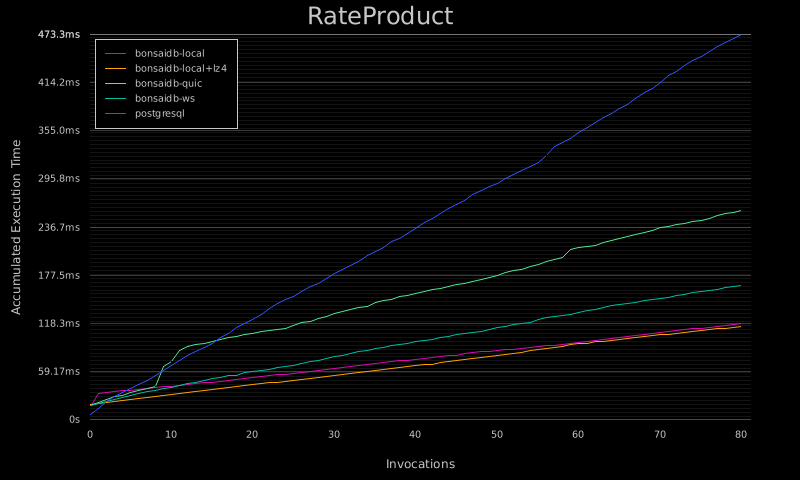 RateProduct
473.3ms
bonsaidb-local
bonsaidb-local+lz4
bonsaidb-quic
bonsaidb-ws
postgresql
414.2ms
355.0ms
295.8ms
236.7ms
177.5ms
118.3ms
59.17ms
0s
Accumulated Execution Time
0 10 20 30 40 50 60 70 80
Invocations